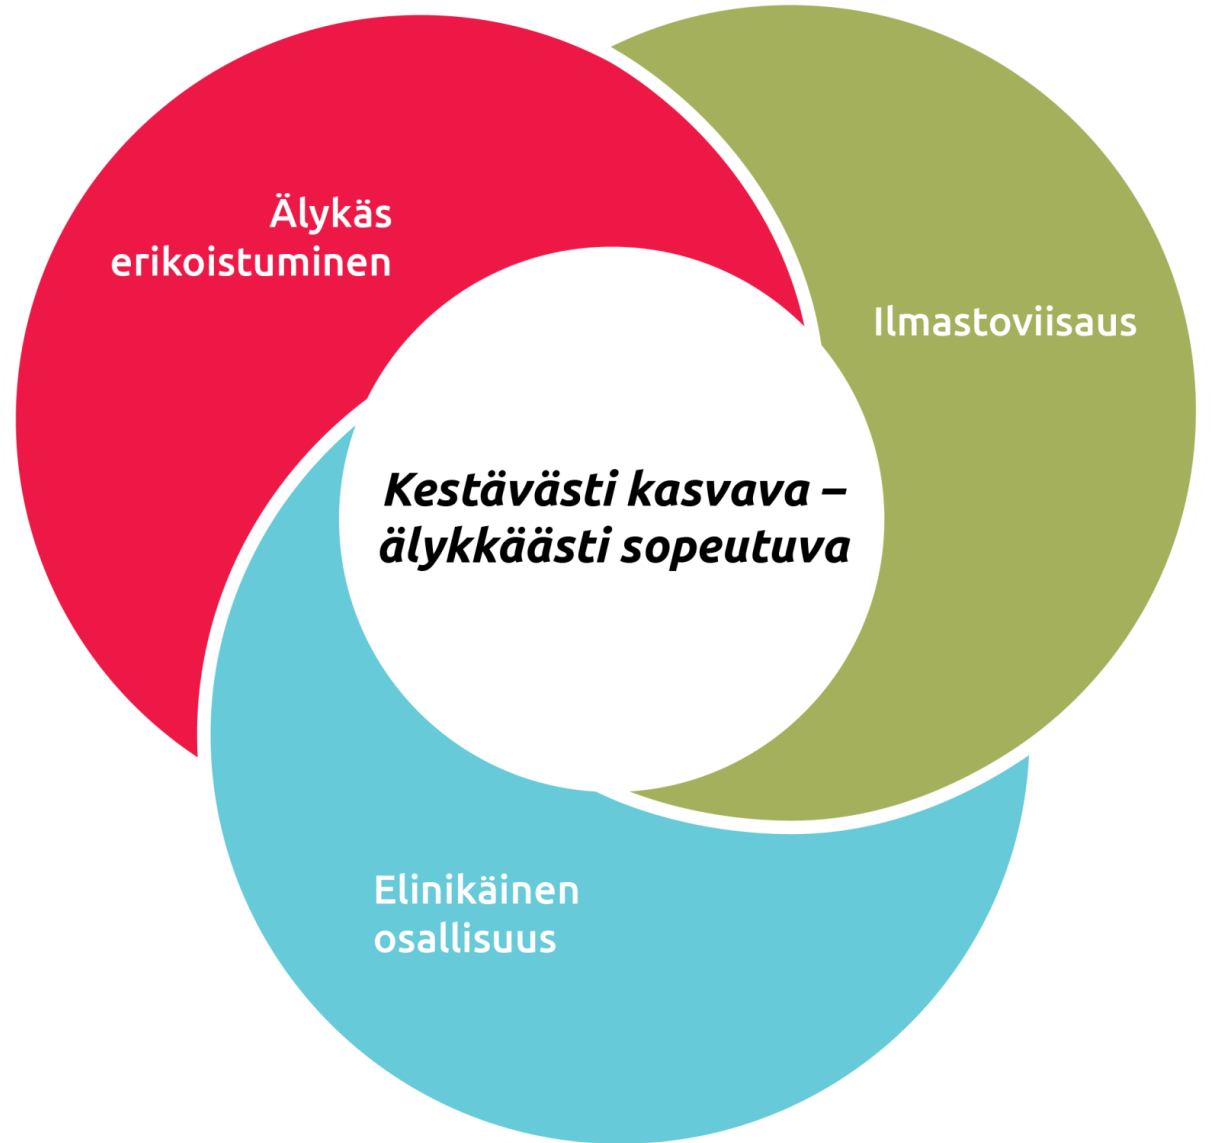 Älykäs
erikoistuminen
Ilmastoviisaus
Kestävästi kasvava –
älykkäästi sopeutuva
Elinikäinen
osallisuus